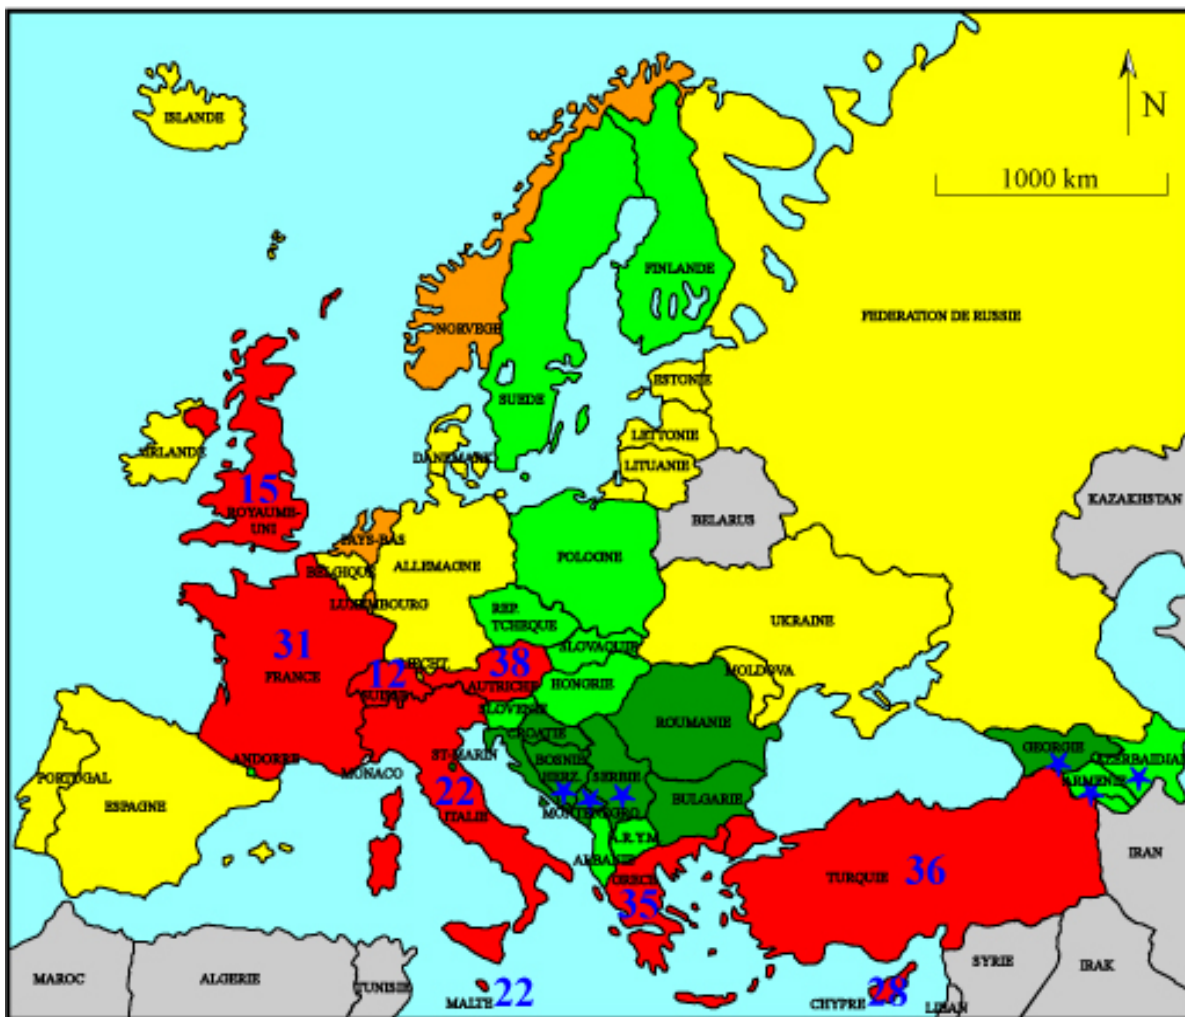 ISLANDE
N
1000 km
FINLANDE
FEDERATION DE RUSSIE
NORVEGE
ESTONIE
SUEDE
LETTONIE
IRLANDE
DANEMARK
LITUANIE
15
KAZAKHSTAN
ROYAUME-
UNI
BELARUS
PAYS-BAS
POLOGNE
BELGIQUE
ALLEMAGNE
LUXEMBOURG
REP.
TCHEQUE
UKRAINE
31
SLOVAQUIE
38
LIECHT.
12
MOLDOVA
FRANCE
HONGRIE
AUTRICHE
SUISSE
SLOVENIE
ROUMANIE
CROATIE
GEORGIE
ANDORRE
ST-MARIN
BOSNIE
HERZ.
AZERBAIDJAN
MONACO
SERBIE
PORTUGAL
ARMENIE
22
BULGARIE
ESPAGNE
ITALIE
MONTENEGRO
A.R.Y.M
IRAN
ALBANIE
GRECE
TURQUIE
36
35
MAROC
ALGERIE
TUNISIE
SYRIE
IRAK
MALTE
22
CHYPRE
28
LIBAN